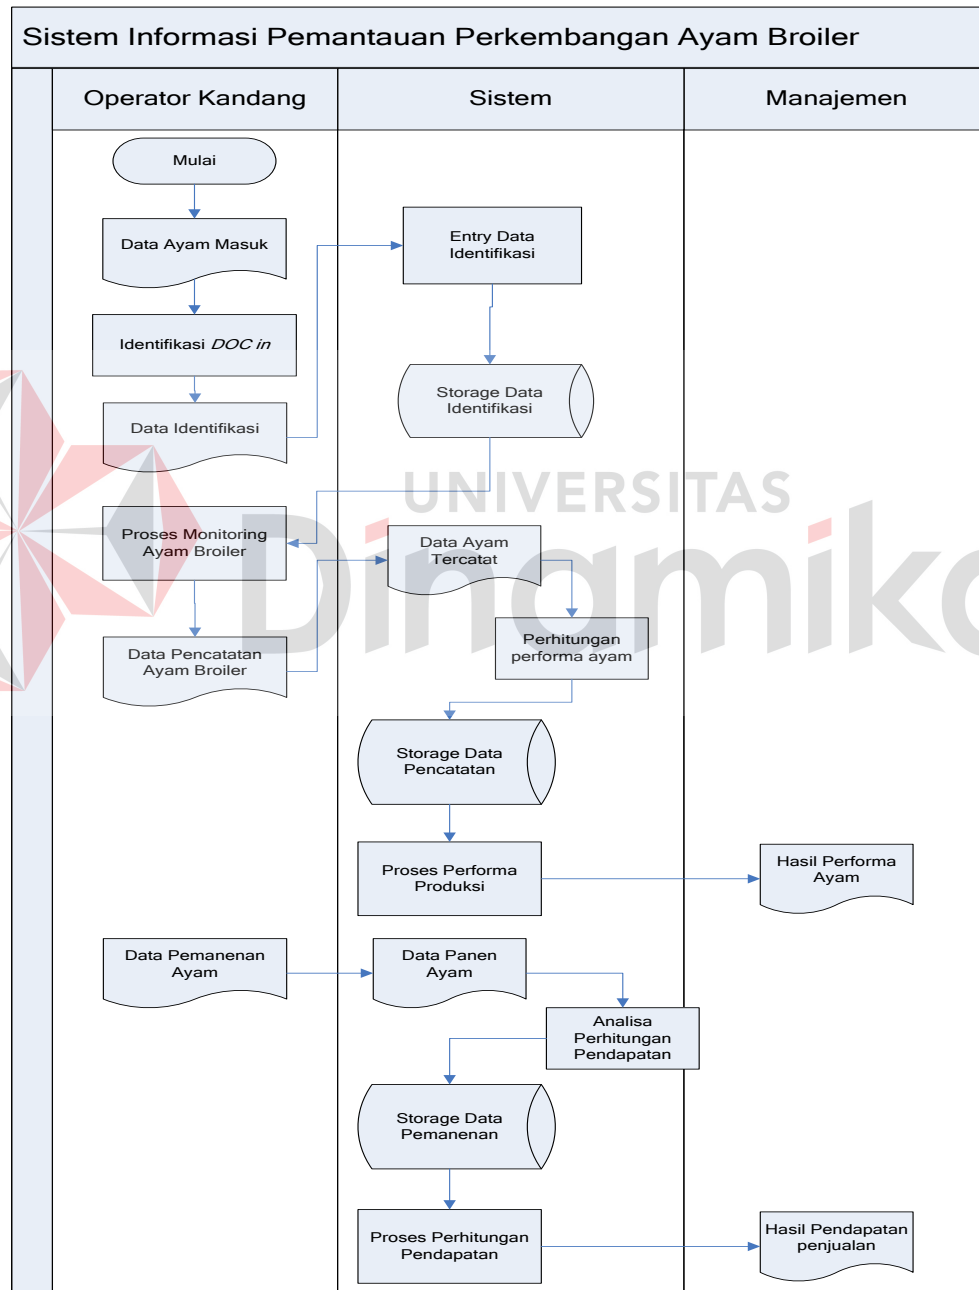 Sistem Informasi Pemantauan Perkembangan Ayam Broiler
Operator Kandang
Sistem
Manajemen
Mulai
Data Ayam Masuk
Entry Data
Identifikasi
Identifikasi DOC in
Storage Data
Identifikasi
Data Identifikasi
UNIVERSITAS
Dinamika
Proses Monitoring
Ayam Broiler
Data Ayam
Tercatat
Perhitungan
performa ayam
Data Pencatatan
Ayam Broiler
Storage Data
Pencatatan
Proses Performa
Produksi
Hasil Performa
Ayam
Data Pemanenan
Ayam
Data Panen
Ayam
Analisa
Perhitungan
Pendapatan
Storage Data
Pemanenan
Proses Perhitungan
Pendapatan
Hasil Pendapatan
penjualan